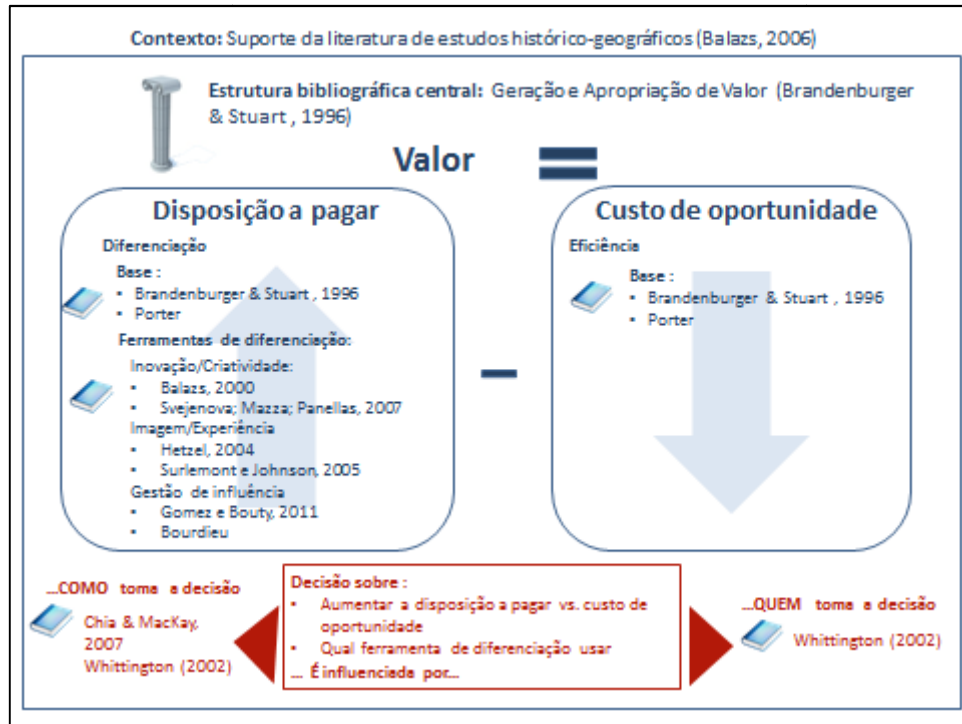 Contexto: Suporte da literatura de estudos histórico-geográficos (Balazs, 2006)
Estrutura bibliográfica central: Geração e Apropriação de Valor (Brandenburger
& Stuart , 1996)
Valor =
Disposição a pagar
Diferenciação
Base :
▪ Brandenburger & Stuart , 1996
▪ Porter
Ferramentas de diferenciação:
Inovação/Criatividade:
▪ Balazs, 2000
▪ Svejenova; Mazza; Panellas, 2007
Imagem/Experiência
▪ Hetzel, 2004
▪ Surlemont e Johnson, 2005
Gestão de influência
▪ Gomez e Bouty, 2011
▪ Bourdieu
–
Custo de oportunidade
Eficiência
Base :
▪ Brandenburger & Stuart , 1996
▪ Porter
...COMO toma a decisão
Chia & MacKay,
2007
Whittington (2002)
Decisão sobre :
• Aumentar a disposição a pagar vs. custo de
oportunidade
• Qual ferramenta de diferenciação usar
... É influenciada por...
...QUEM toma a decisão
Whittington (2002)